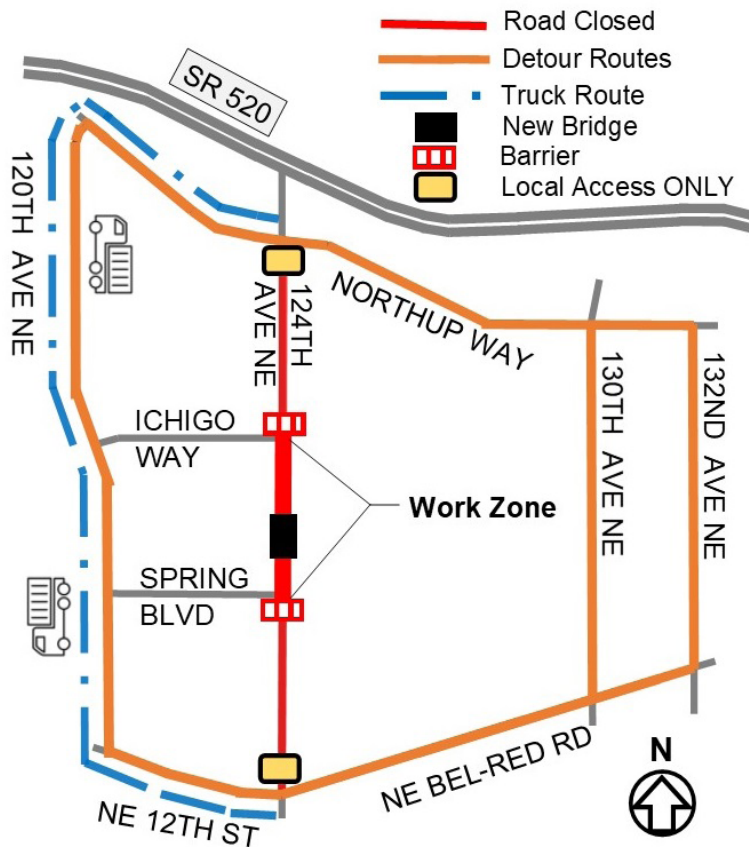 Road Closed
Detour Routes
Truck Route
New Bridge
Barrier
Local Access ONLY
SR 520
120TH AVE NE
124TH
AVE NE
NORTHUP WAY
130TH AVE NE
132ND AVE NE
ICHIGO
WAY
Work Zone
SPRING
BLVD
NE BEL-RED RD
NE 12TH ST
N